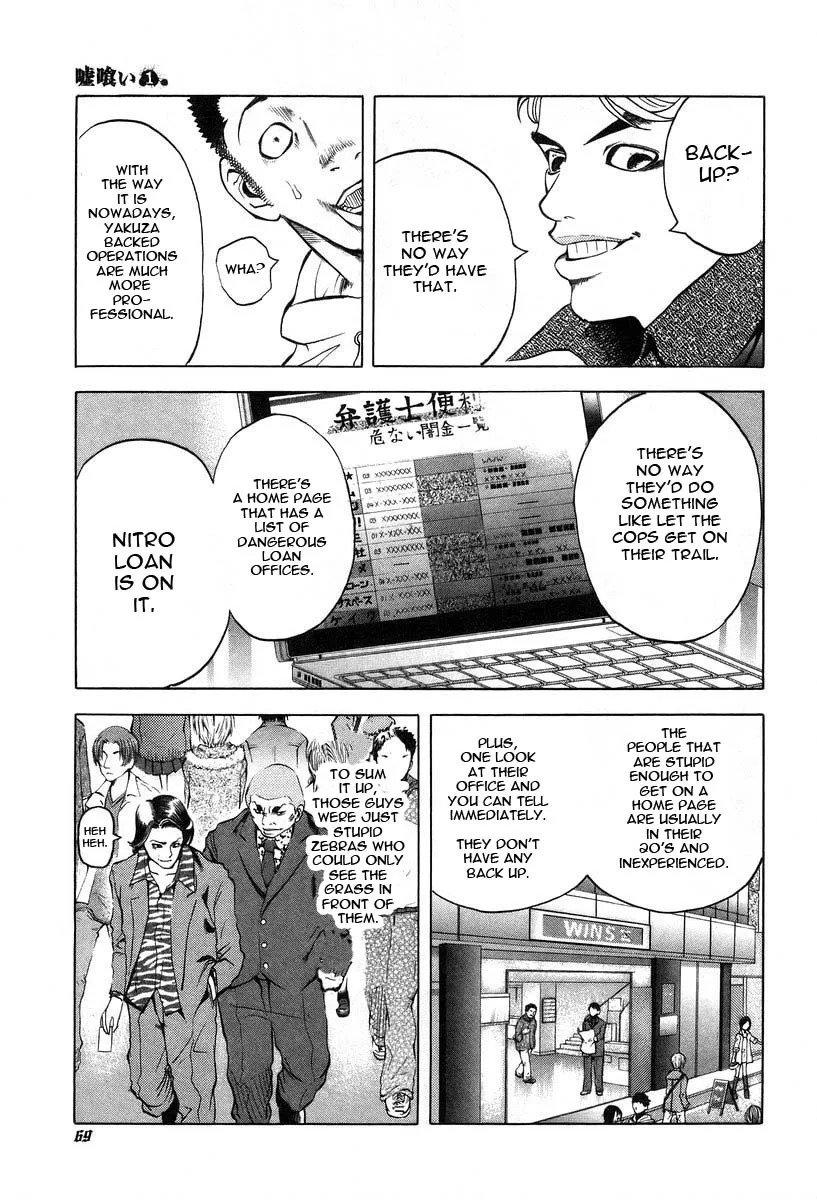 嘘喰い 1.
BACK-
UP?
THERE'S
NO WAY
THEY'D HAVE
THAT.
WHA?
WITH
THE WAY
IT IS
NOWADAYS,
YAKUZA
BACKED
OPERATIONS
ARE MUCH
MORE
PRO-
FESSIONAL.
THERE'S
NO WAY
THEY'D DO
SOMETHING
LIKE LET THE
COPS GET ON
THEIR TRAIL.
弁護士便利
危ない闇金一覧
THERE'S
A HOME PAGE
THAT HAS A
LIST OF
DANGEROUS
LOAN
OFFICES.
NITRO
LOAN
IS ON
IT.
THE
PEOPLE THAT
ARE STUPID
ENOUGH TO
GET ON A
HOME PAGE
ARE USUALLY
IN THEIR
20'S AND
INEXPERIENCED.
PLUS,
ONE LOOK
AT THEIR
OFFICE AND
YOU CAN TELL
IMMEDIATELY.
THEY DON'T
HAVE ANY
BACK UP.
WINS
TO SUM
IT UP,
THOSE GUYS
WERE JUST
STUPID
ZEBRAS WHO
COULD ONLY
SEE THE
GRASS IN
FRONT OF
THEM.
HEH
HEH.
69